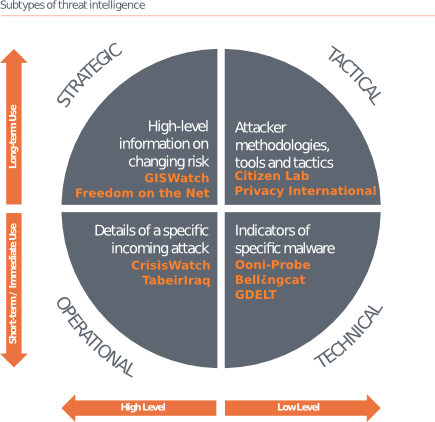 Subtypes of threat intelligence
STRATEGIC
TACTICAL
Long-term Use
High-level
information on
changing risk
GISWatch
Freedom on the Net
Attacker
methodologies,
tools and tactics
Citizen Lab
Privacy International
Short-term / Immediate Use
Details of a specific
incoming attack
CrisisWatch
TabeirIraq
Indicators of
specific malware
Ooni-Probe
Bell¿ngcat
GDELT
OPERATIONAL
TECHNICAL
High Level
Low Level